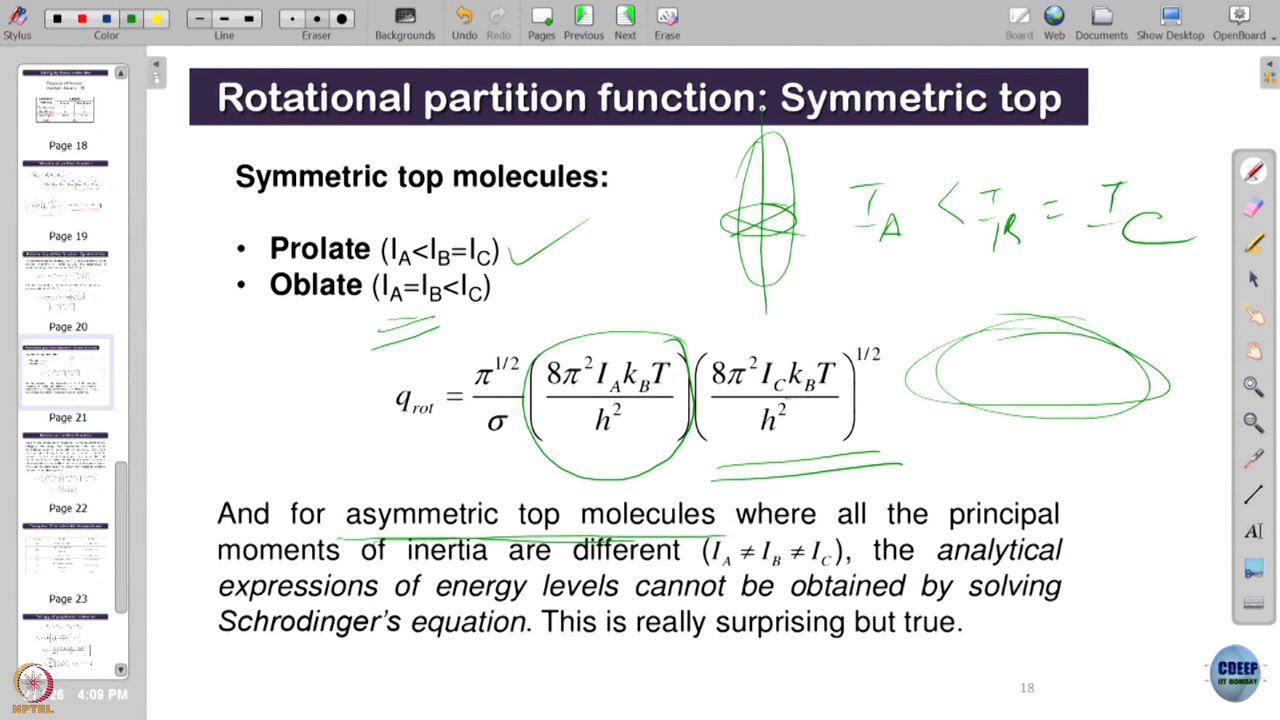 Stylus
Color
Line
Eraser
Backgrounds
Undo
Redo
Pages
Previous
Next
Erase
Board
Web
Documents
Show Desktop
OpenBoard
Page 18
Page 19
Page 20
Page 21
Page 22
Page 23
Rotational partition function: Symmetric top
Symmetric top molecules:
• Prolate (I_A<I_B=I_C)
• Oblate (I_A=I_B<I_C)
I_A < I_B = I_C
q_rot = π^1/2 / σ (8π²I_A k_B T / h²) (8π²I_C k_B T / h²)^1/2
And for asymmetric top molecules where all the principal
moments of inertia are different (I_A ≠ I_B ≠ I_C), the analytical
expressions of energy levels cannot be obtained by solving
Schrodinger's equation. This is really surprising but true.
18
4:09 PM
NPTEL
CDEEP
IIT BOMBAY